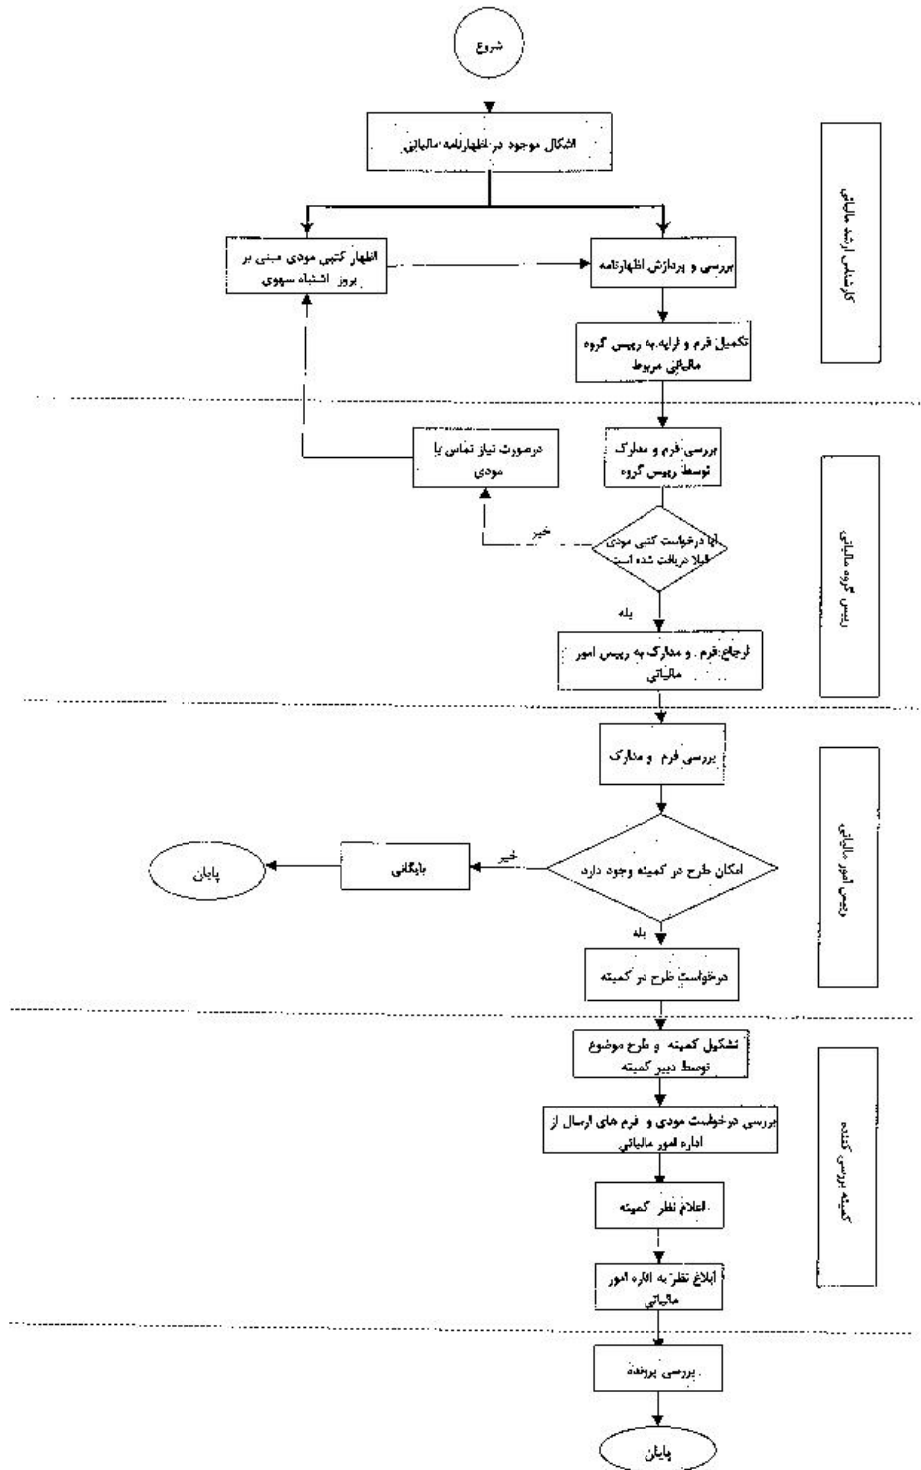 شروع
اشکال موجود در اظهارنامه مالیاتی
اظهار کتبی مودی مبنی بر
بروز اشتباه سهوی
بررسی و پردازش اظهارنامه
تکمیل فرم و ارایه به رییس گروه
مالیاتی مربوط
کارشناس ارشد مالیاتی
بررسی فرم و مدارک
توسط رییس گروه
درصورت نیاز تماس با
مودی
خیر
آیا درخواست کتبی مودی
قبلا دریافت شده است
بله
ارجاع فرم و مدارک به رییس امور
مالیاتی
رییس گروه مالیاتی
بررسی فرم و مدارک
امکان طرح در کمیته وجود دارد
خیر
بایگانی
پایان
بله
درخواست طرح در کمیته
رییس امور مالیاتی
تشکیل کمیته و طرح موضوع
توسط دبیر کمیته
بررسی درخواست مودی و فرم های ارسال از
اداره امور مالیاتی
اعلام نظر کمیته
ابلاغ نظر به اداره امور
مالیاتی
کمیته بررسی کننده
بررسی پرونده
پایان